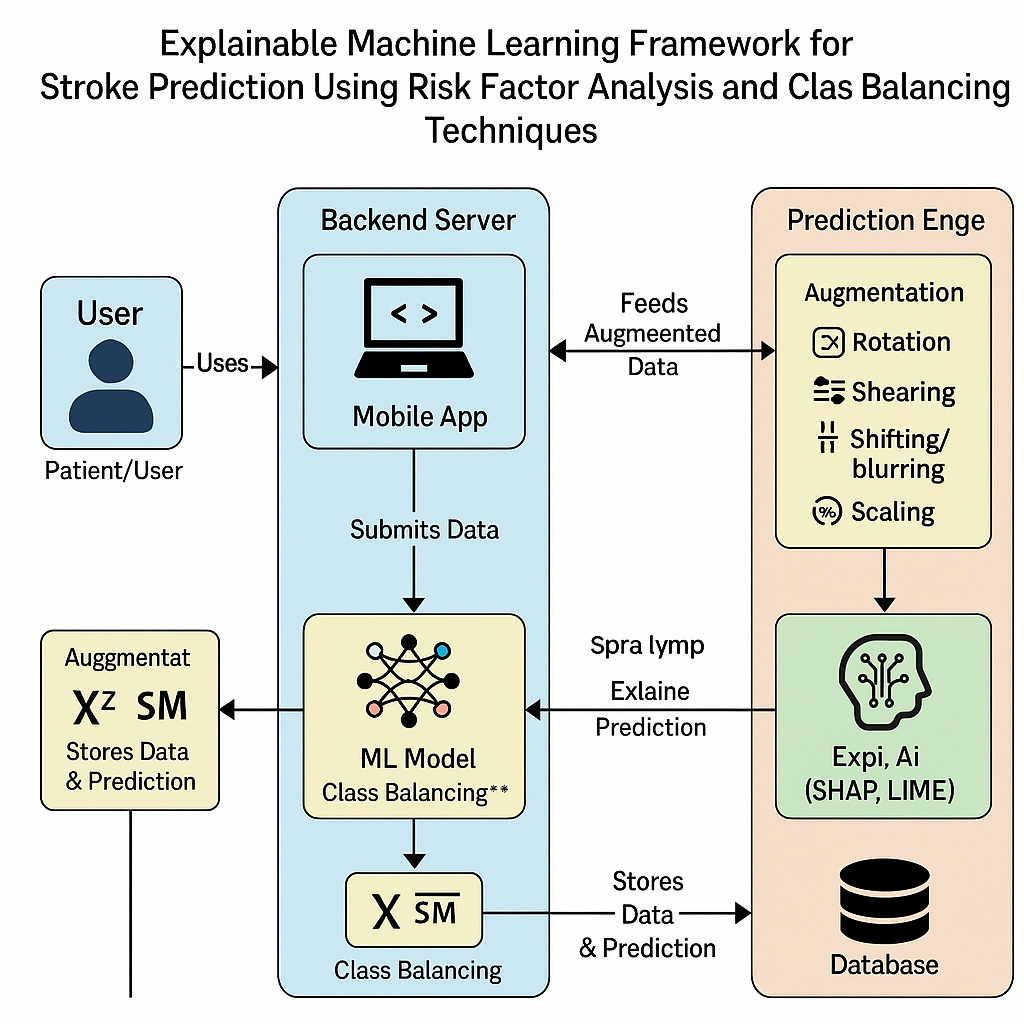 Explainable Machine Learning Framework for
Stroke Prediction Using Risk Factor Analysis and Clas Balancing
Techniques
Backend Server
Prediction Enge
User
Patient/User
Uses
< >
Mobile App
Feeds
Augmeented
Data
Augmentation
Rotation
Shearing
Shifting/
blurring
% Scaling
Submits Data
Auggmentat
X^Z SM
Stores Data
& Prediction
ML Model
Class Balancing**
Spra lymp
Exlaine
Prediction
Expi, Ai
(SHAP, LIME)
X SM
Class Balancing
Stores
Data
& Prediction
Database